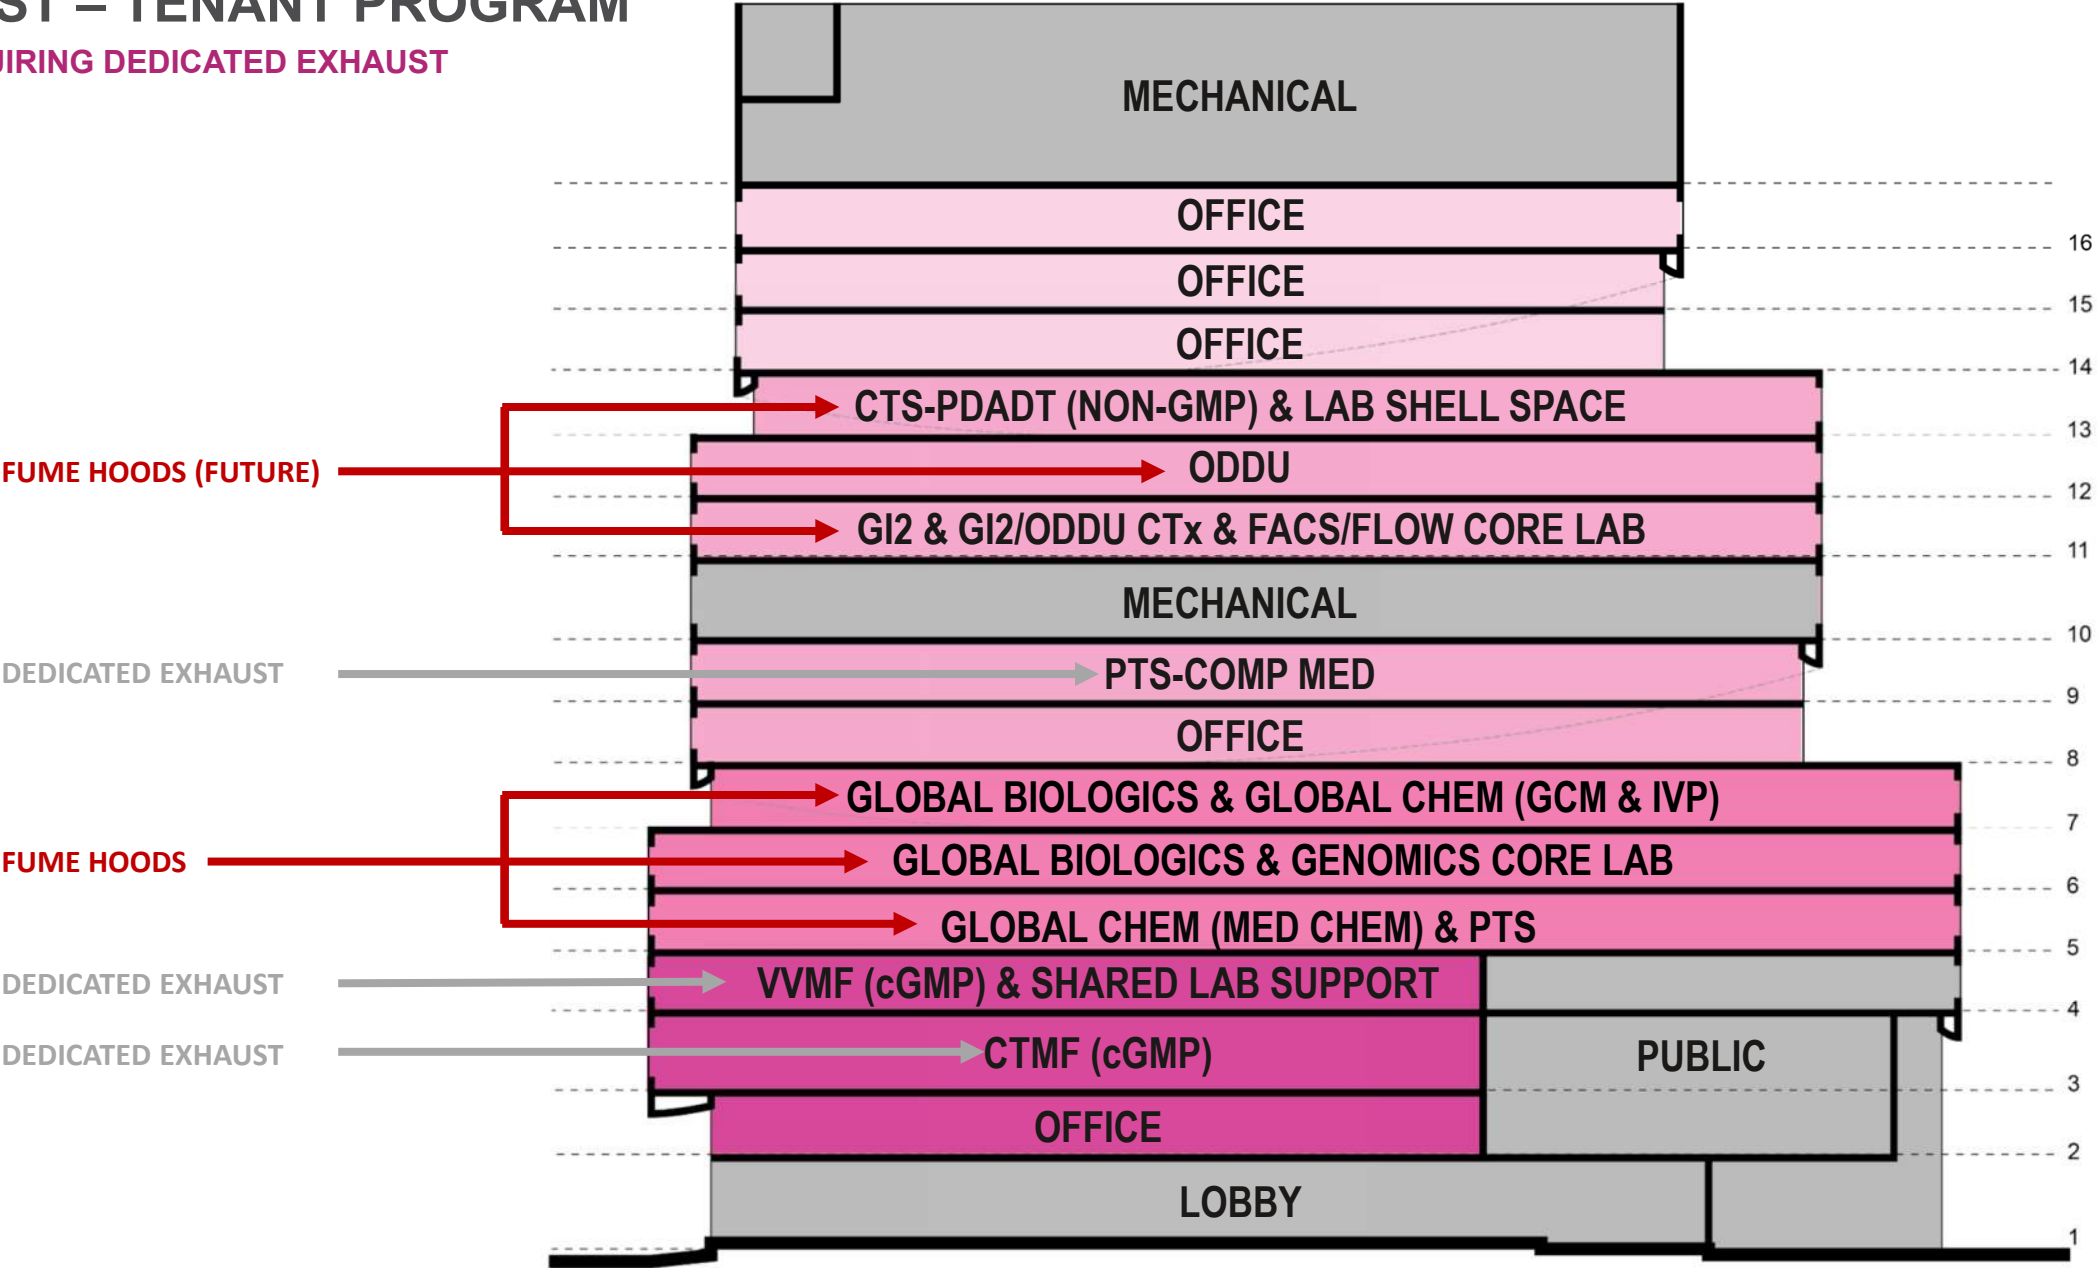 ST – TENANT PROGRAM
UIRING DEDICATED EXHAUST
MECHANICAL
OFFICE
16
OFFICE
15
OFFICE
14
CTS-PDADT (NON-GMP) & LAB SHELL SPACE
13
FUME HOODS (FUTURE)
ODDU
12
GI2 & GI2/ODDU CTx & FACS/FLOW CORE LAB
11
MECHANICAL
10
DEDICATED EXHAUST
PTS-COMP MED
9
OFFICE
8
GLOBAL BIOLOGICS & GLOBAL CHEM (GCM & IVP)
7
FUME HOODS
GLOBAL BIOLOGICS & GENOMICS CORE LAB
6
GLOBAL CHEM (MED CHEM) & PTS
5
DEDICATED EXHAUST
VVMF (cGMP) & SHARED LAB SUPPORT
4
DEDICATED EXHAUST
CTMF (cGMP)
PUBLIC
3
OFFICE
2
LOBBY
1